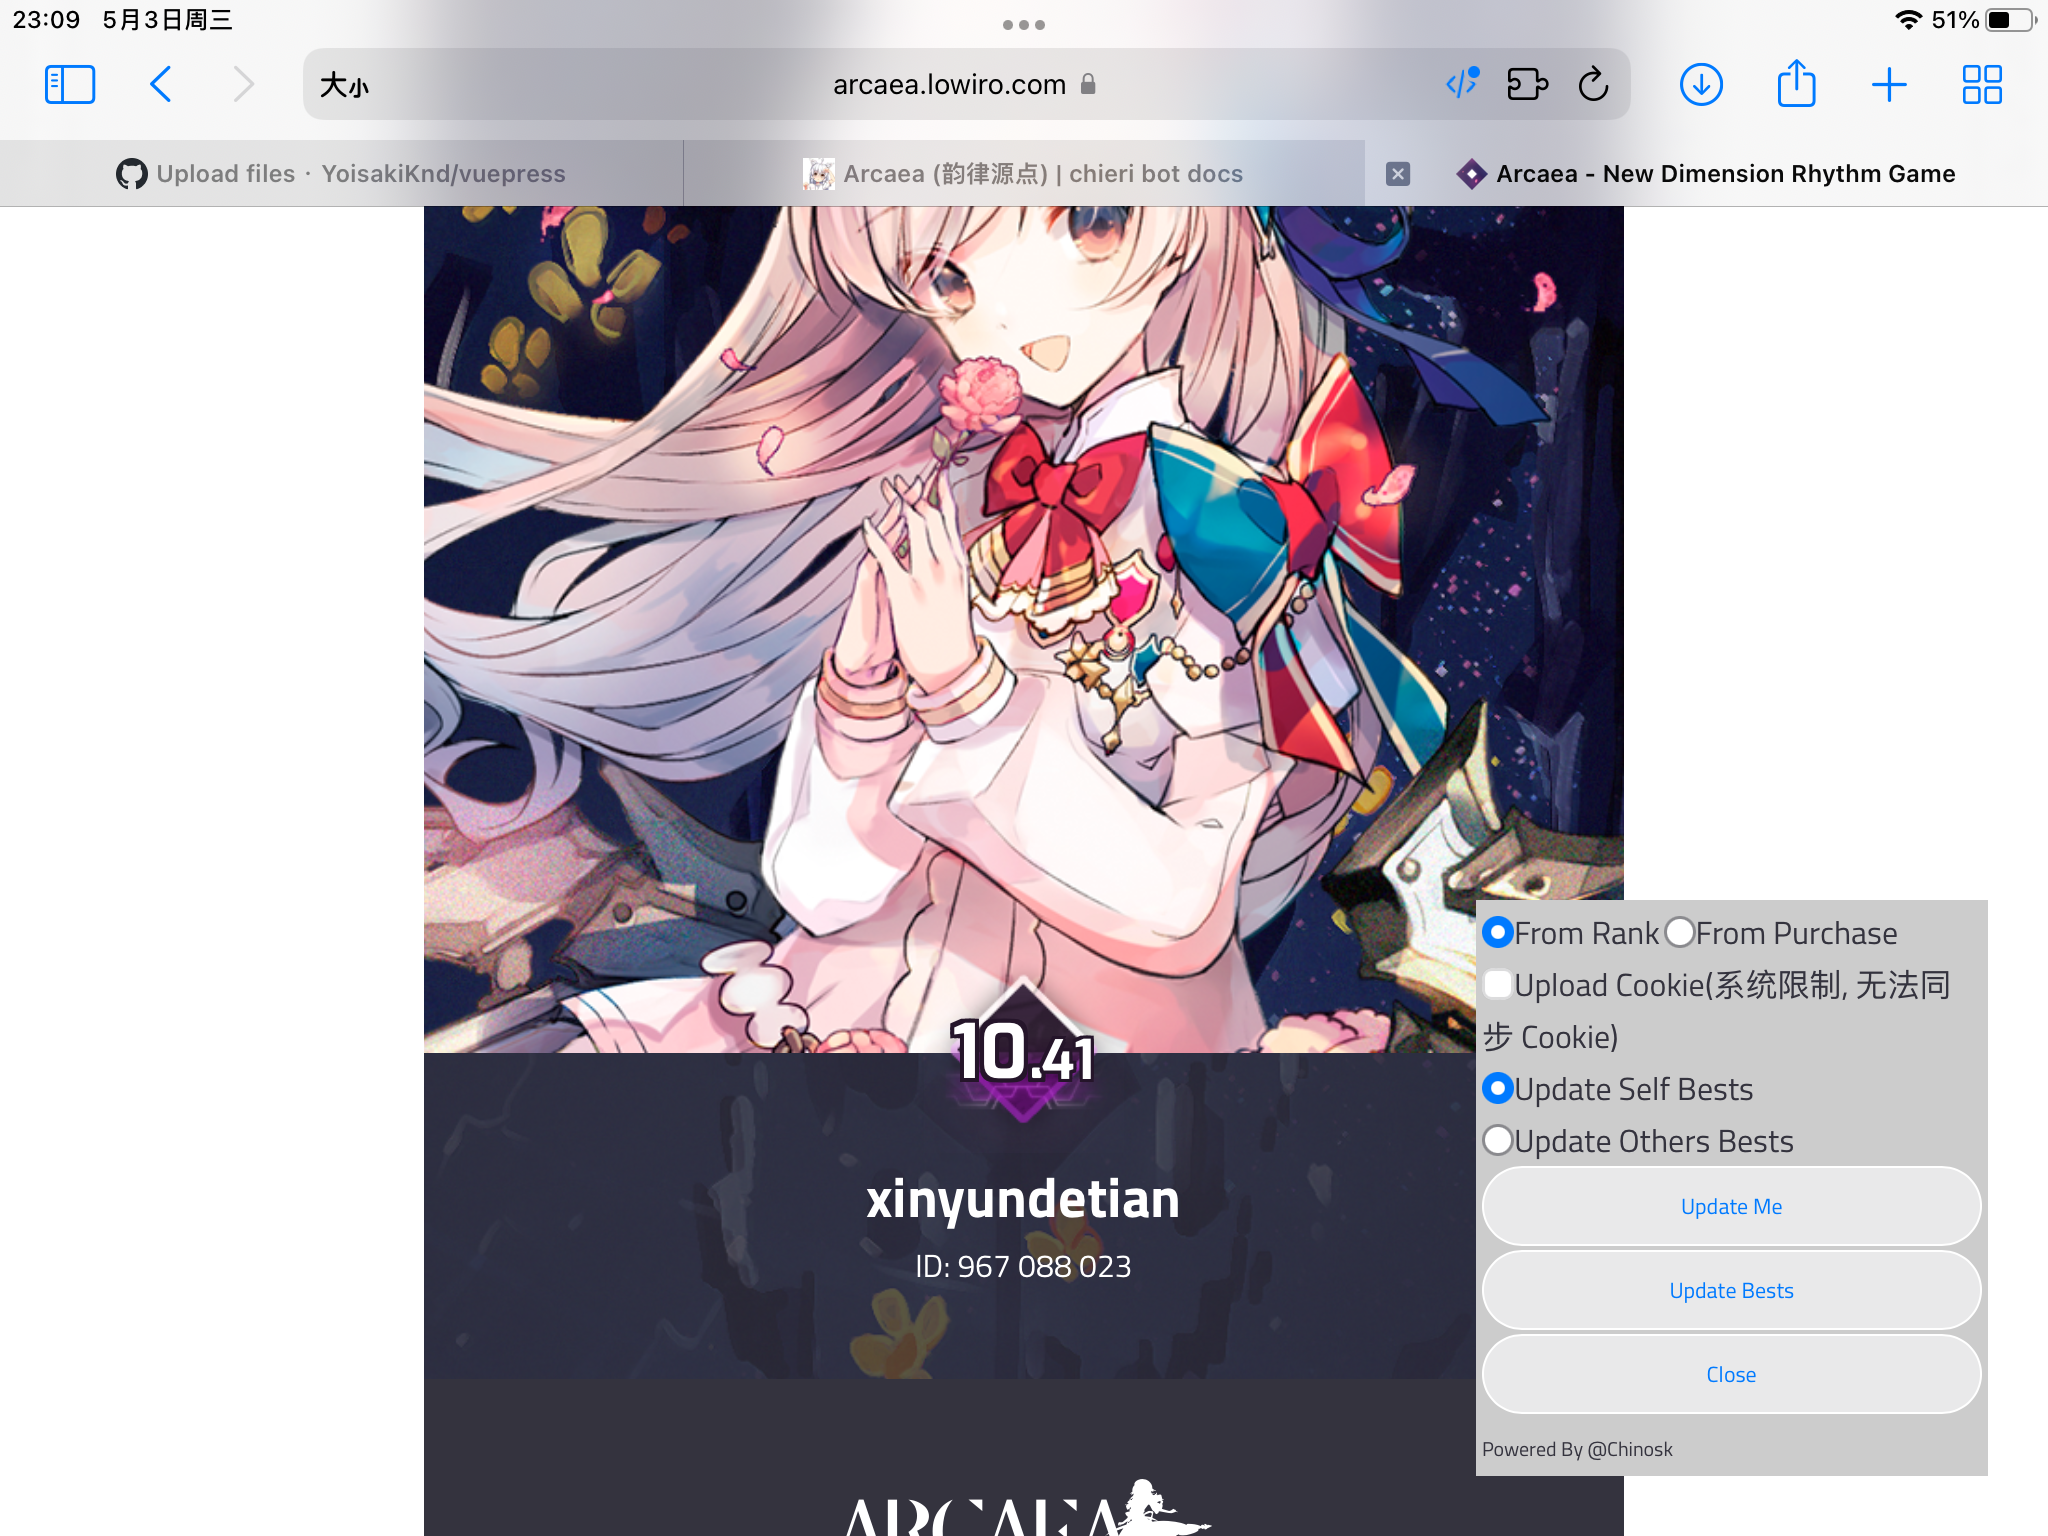 23:09 5月3日周三
51%
大小
arcaea.lowiro.com
Upload files · YoisakiKnd/vuepress
Arcaea (韵律源点) | chieri bot docs
Arcaea - New Dimension Rhythm Game
10.41
xinyundetian
ID: 967 088 023
ARCAEA
From Rank From Purchase
Upload Cookie(系统限制, 无法同
步 Cookie)
Update Self Bests
Update Others Bests
Update Me
Update Bests
Close
Powered By @Chinosk